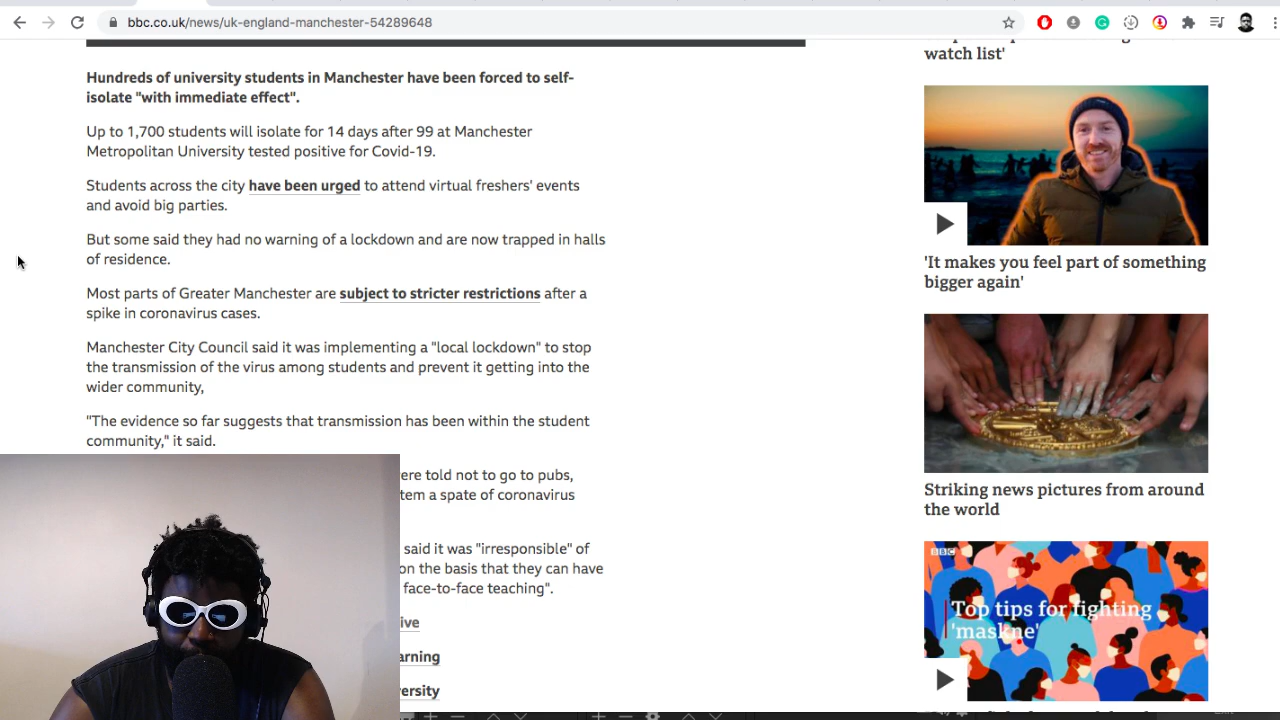 bbc.co.uk/news/uk-england-manchester-54289648
Hundreds of university students in Manchester have been forced to self-
isolate "with immediate effect".
Up to 1,700 students will isolate for 14 days after 99 at Manchester
Metropolitan University tested positive for Covid-19.
Students across the city have been urged to attend virtual freshers' events
and avoid big parties.
But some said they had no warning of a lockdown and are now trapped in halls
of residence.
Most parts of Greater Manchester are subject to stricter restrictions after a
spike in coronavirus cases.
Manchester City Council said it was implementing a "local lockdown" to stop
the transmission of the virus among students and prevent it getting into the
wider community,
"The evidence so far suggests that transmission has been within the student
community," it said.
ere told not to go to pubs,
tem a spate of coronavirus
said it was "irresponsible" of
on the basis that they can have
face-to-face teaching".
ive
arning
ersity
watch list'
'It makes you feel part of something
bigger again'
Striking news pictures from around
the world
BBC
Top tips for fighting
'maskne'